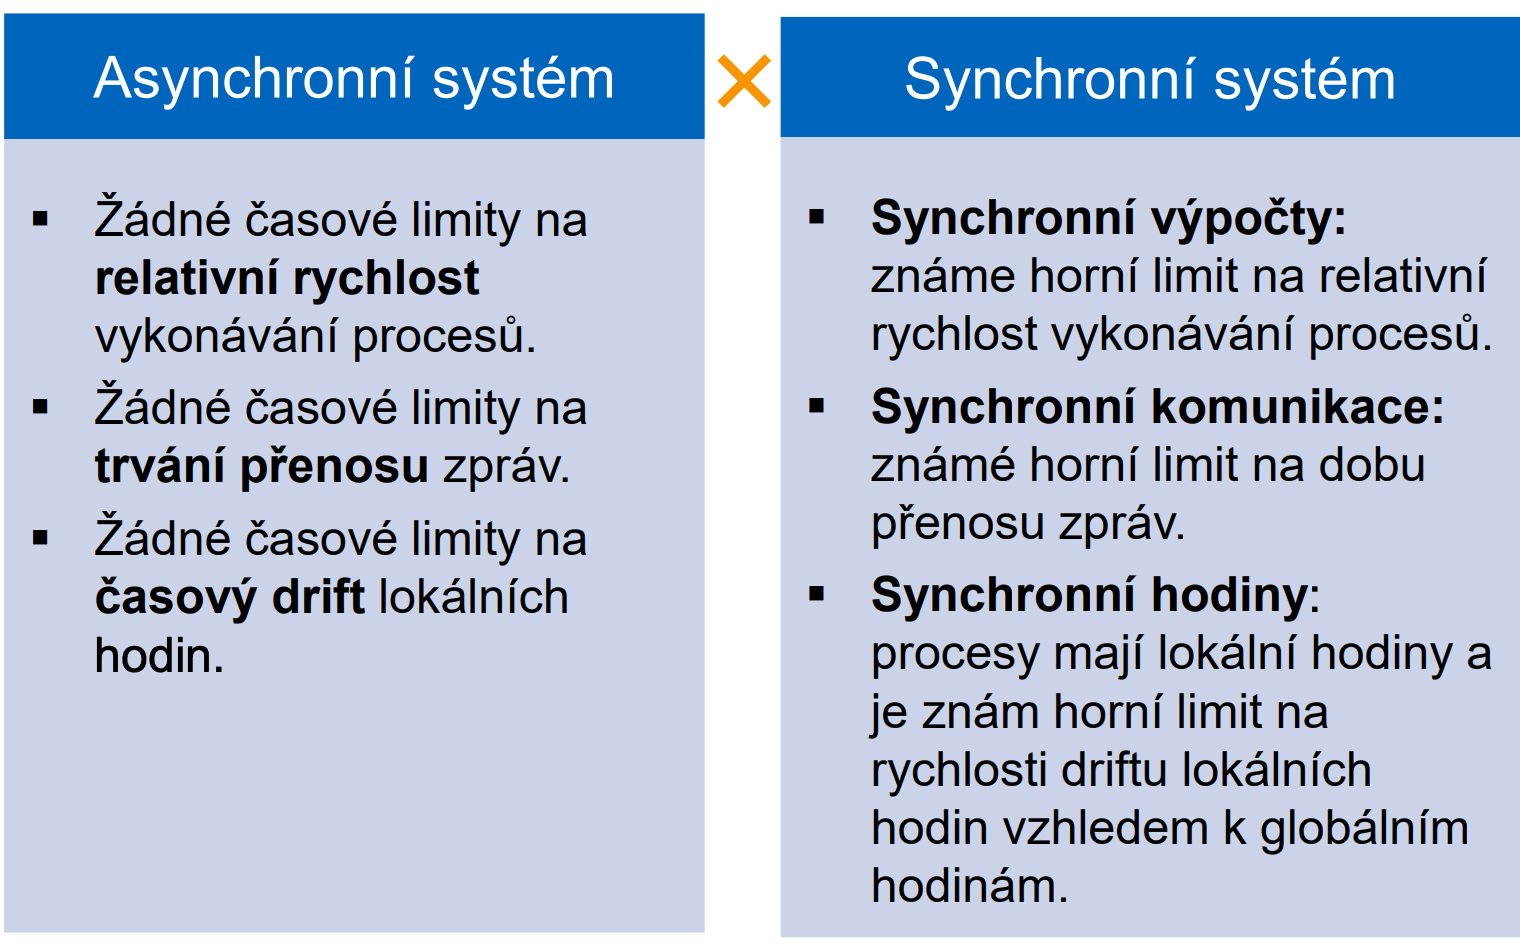 Asynchronní systém
▪ Žádné časové limity na
relativní rychlost
vykonávání procesů.
▪ Žádné časové limity na
trvání přenosu zpráv.
▪ Žádné časové limity na
časový drift lokálních
hodin.
×
Synchronní systém
▪ Synchronní výpočty:
známe horní limit na relativní
rychlost vykonávání procesů.
▪ Synchronní komunikace:
známé horní limit na dobu
přenosu zpráv.
▪ Synchronní hodiny:
procesy mají lokální hodiny a
je znám horní limit na
rychlosti driftu lokálních
hodin vzhledem k globálním
hodinám.